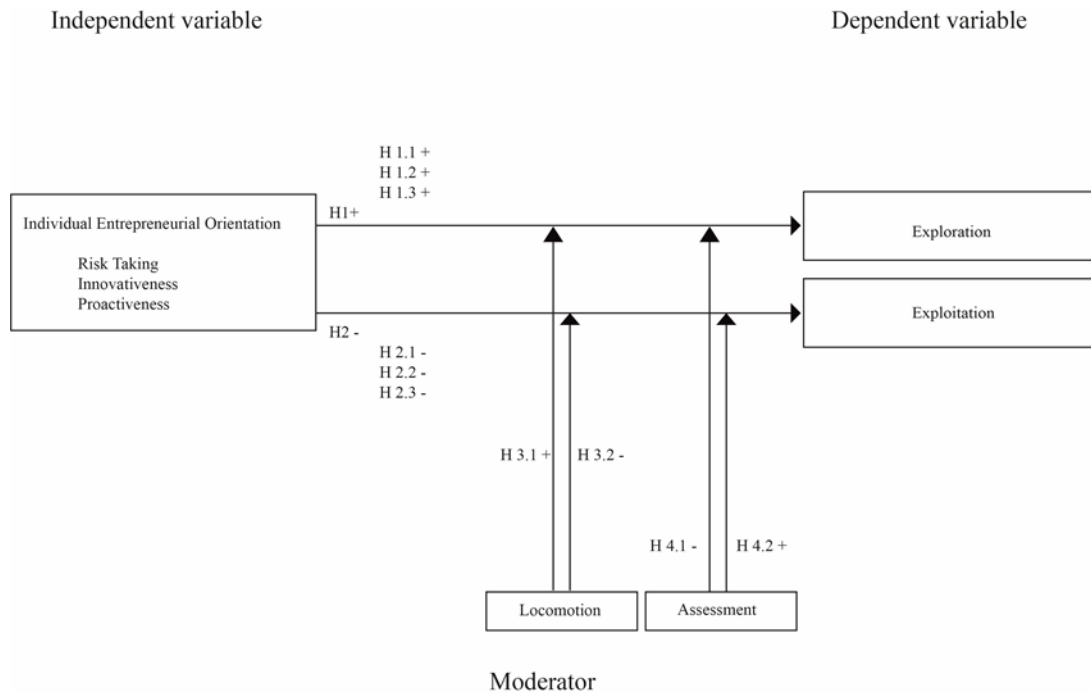 Independent variable
Dependent variable
H 1.1 +
H 1.2 +
H 1.3 +
H1+
Individual Entrepreneurial Orientation
Risk Taking
Innovativeness
Proactiveness
Exploration
Exploitation
H2 -
H 2.1 -
H 2.2 -
H 2.3 -
H 3.1 +
H 3.2 -
H 4.1 -
H 4.2 +
Locomotion
Assessment
Moderator